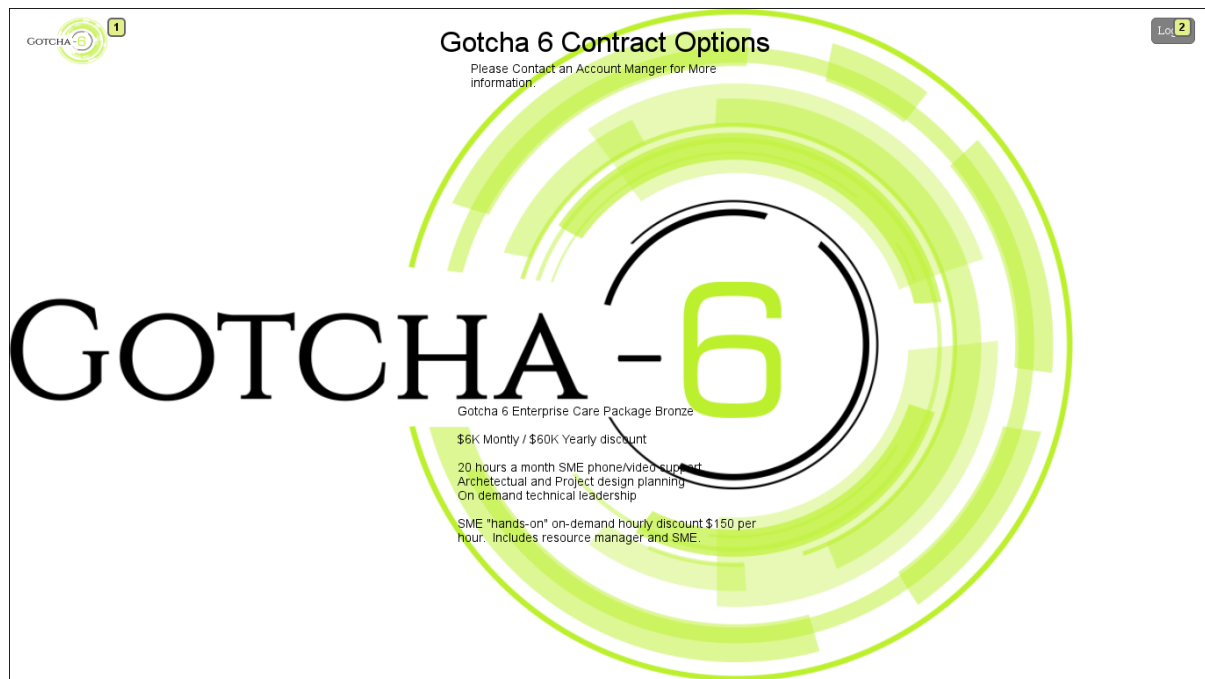 GOTCHA-6
1
Gotcha 6 Contract Options
2
Please Contact an Account Manger for More
information.
GOTCHA - 6
Gotcha 6 Enterprise Care Package Bronze
$6K Montly / $60K Yearly discount
20 hours a month SME phone/video support
Archetectual and Project design planning
On demand technical leadership
SME "hands-on" on-demand hourly discount $150 per
hour.  Includes resource manager and SME.